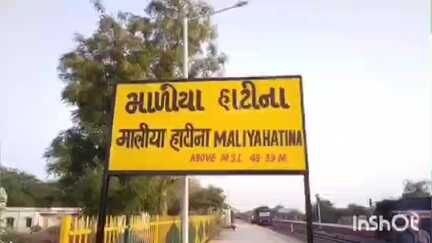 માળીયા હાટીના
मालीया हाटीना MALIYAHATINA
ABOVE M.S.L 49·39 M.
InShOt